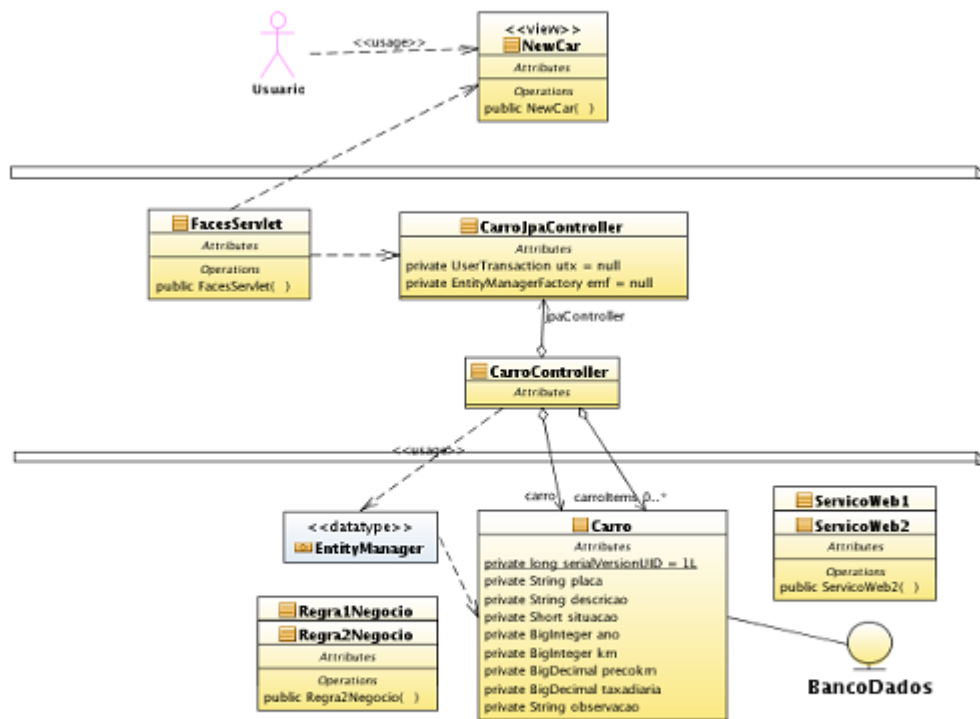 <<view>>
NewCar
Attributes
Operations
public NewCar( )
<<usage>>
Usuario
FacesServlet
Attributes
Operations
public FacesServlet( )
CarroJpaController
Attributes
private UserTransaction utx = null
private EntityManagerFactory emf = null
jpaController
CarroController
Attributes
<<usage>>
carro
carroItems 0..*
<<datatype>>
EntityManager
Carro
Attributes
private long serialVersionUID = 1L
private String placa
private String descricao
private Short situacao
private BigInteger ano
private BigInteger km
private BigDecimal precokm
private BigDecimal taxadiaria
private String observacao
ServicoWeb1
ServicoWeb2
Attributes
Operations
public ServicoWeb2( )
Regra1Negocio
Regra2Negocio
Attributes
Operations
public Regra2Negocio( )
BancoDados